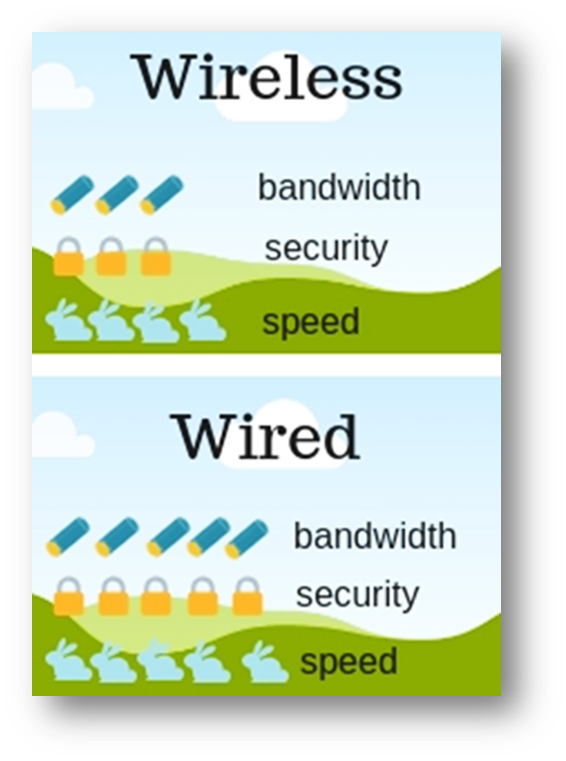 Wireless
bandwidth
security
speed
Wired
bandwidth
security
speed